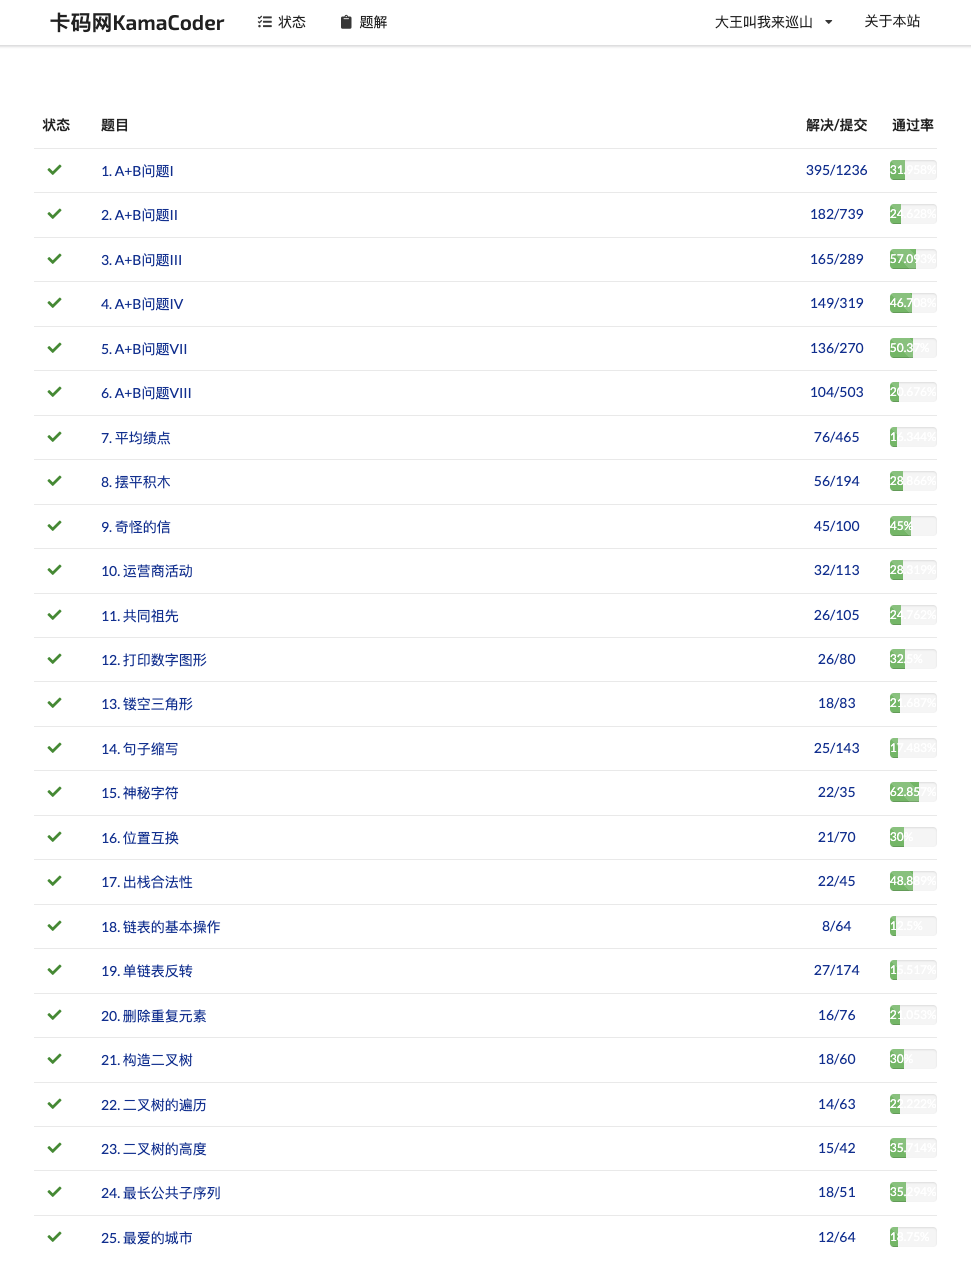 卡码网KamaCoder 状态 题解 大王叫我来巡山 关于本站
状态 题目 解决/提交 通过率
1. A+B问题I 395/1236 31.958%
2. A+B问题II 182/739 24.628%
3. A+B问题III 165/289 57.093%
4. A+B问题IV 149/319 46.708%
5. A+B问题VII 136/270 50.37%
6. A+B问题VIII 104/503 20.676%
7. 平均绩点 76/465 16.344%
8. 摆平积木 56/194 28.866%
9. 奇怪的信 45/100 45%
10. 运营商活动 32/113 28.319%
11. 共同祖先 26/105 24.762%
12. 打印数字图形 26/80 32.5%
13. 镂空三角形 18/83 21.687%
14. 句子缩写 25/143 17.483%
15. 神秘字符 22/35 62.857%
16. 位置互换 21/70 30%
17. 出栈合法性 22/45 48.889%
18. 链表的基本操作 8/64 12.5%
19. 单链表反转 27/174 15.517%
20. 删除重复元素 16/76 21.053%
21. 构造二叉树 18/60 30%
22. 二叉树的遍历 14/63 22.222%
23. 二叉树的高度 15/42 35.714%
24. 最长公共子序列 18/51 35.294%
25. 最爱的城市 12/64 18.75%